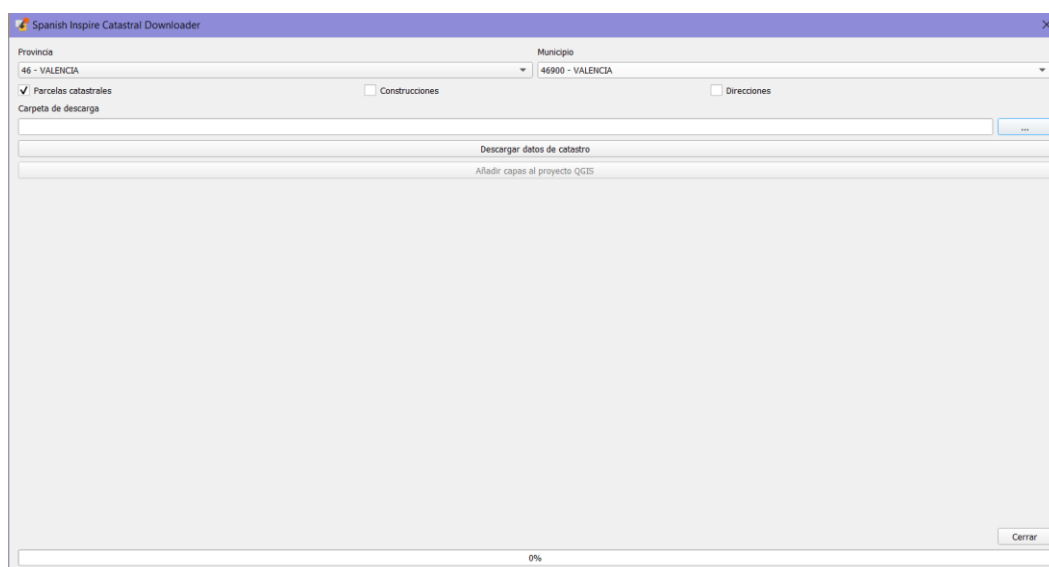 Spanish Inspire Catastral Downloader
Provincia Municipio
46 - VALENCIA 46900 - VALENCIA
Parcelas catastrales Construcciones Direcciones
Carpeta de descarga
...
Descargar datos de catastro
Añadir capas al proyecto QGIS
Cerrar
0%